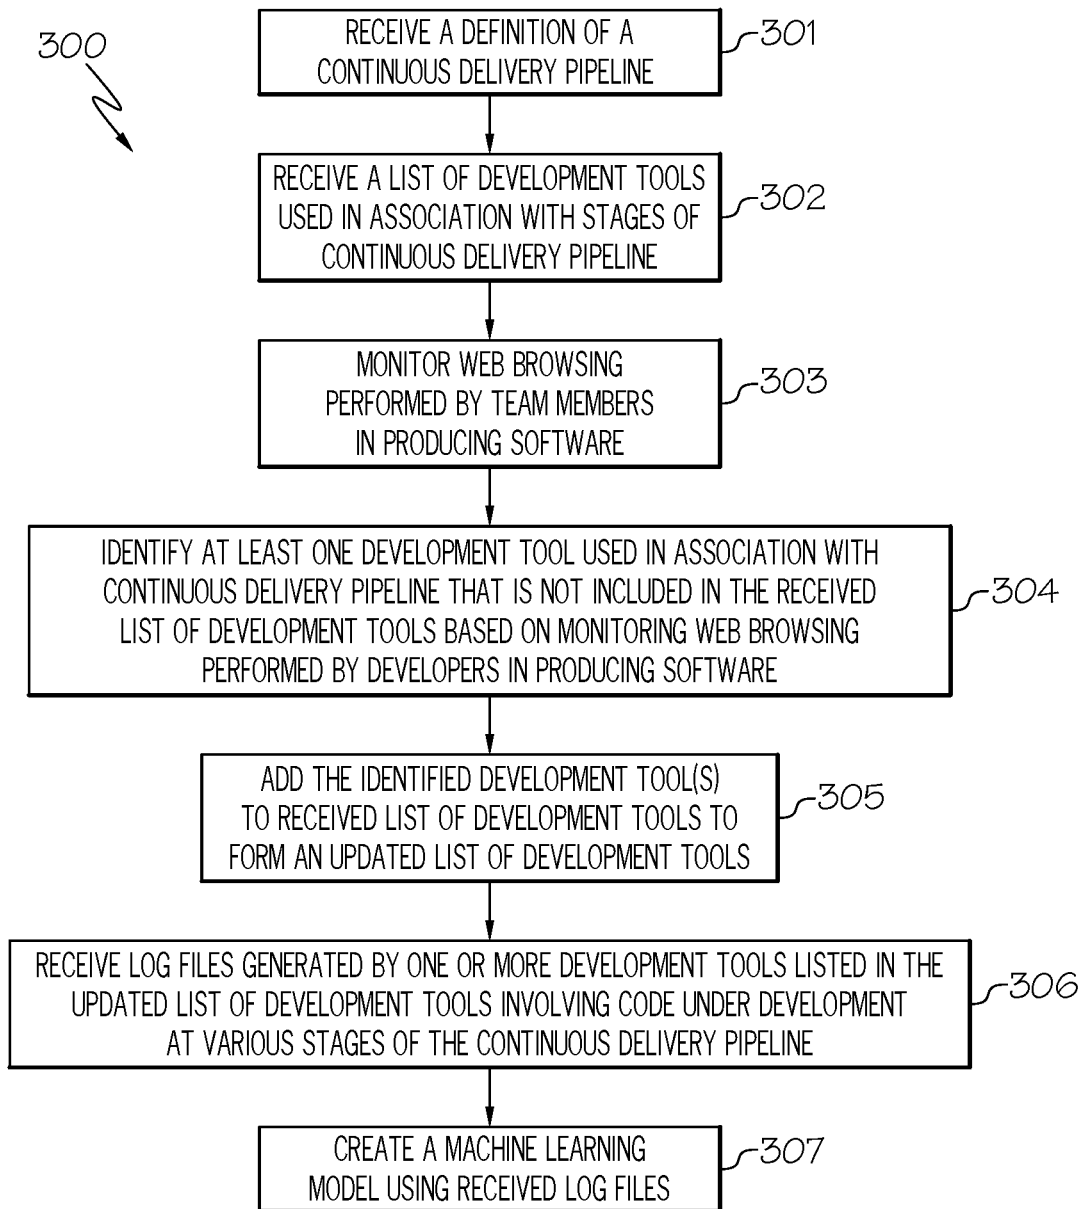 300
RECEIVE A DEFINITION OF A
CONTINUOUS DELIVERY PIPELINE
301
RECEIVE A LIST OF DEVELOPMENT TOOLS
USED IN ASSOCIATION WITH STAGES OF
CONTINUOUS DELIVERY PIPELINE
302
MONITOR WEB BROWSING
PERFORMED BY TEAM MEMBERS
IN PRODUCING SOFTWARE
303
IDENTIFY AT LEAST ONE DEVELOPMENT TOOL USED IN ASSOCIATION WITH
CONTINUOUS DELIVERY PIPELINE THAT IS NOT INCLUDED IN THE RECEIVED
LIST OF DEVELOPMENT TOOLS BASED ON MONITORING WEB BROWSING
PERFORMED BY DEVELOPERS IN PRODUCING SOFTWARE
304
ADD THE IDENTIFIED DEVELOPMENT TOOL(S)
TO RECEIVED LIST OF DEVELOPMENT TOOLS TO
FORM AN UPDATED LIST OF DEVELOPMENT TOOLS
305
RECEIVE LOG FILES GENERATED BY ONE OR MORE DEVELOPMENT TOOLS LISTED IN THE
UPDATED LIST OF DEVELOPMENT TOOLS INVOLVING CODE UNDER DEVELOPMENT
AT VARIOUS STAGES OF THE CONTINUOUS DELIVERY PIPELINE
306
CREATE A MACHINE LEARNING
MODEL USING RECEIVED LOG FILES
307